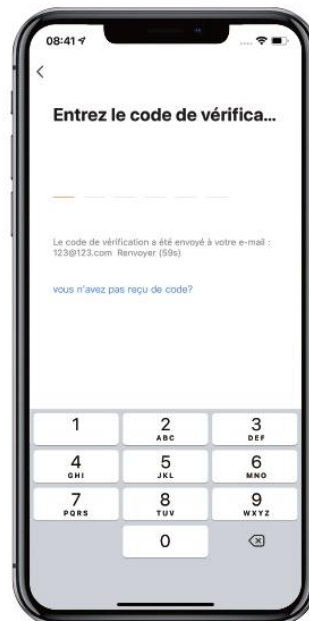 08:41
Entrez le code de vérifica...
Le code de vérification a été envoyé à votre e-mail :
123@123.com Renvoyer (59s)
vous n'avez pas reçu de code?
1
2
ABC
3
DEF
4
GHI
5
JKL
6
MNO
7
PQRS
8
TUV
9
WXYZ
0